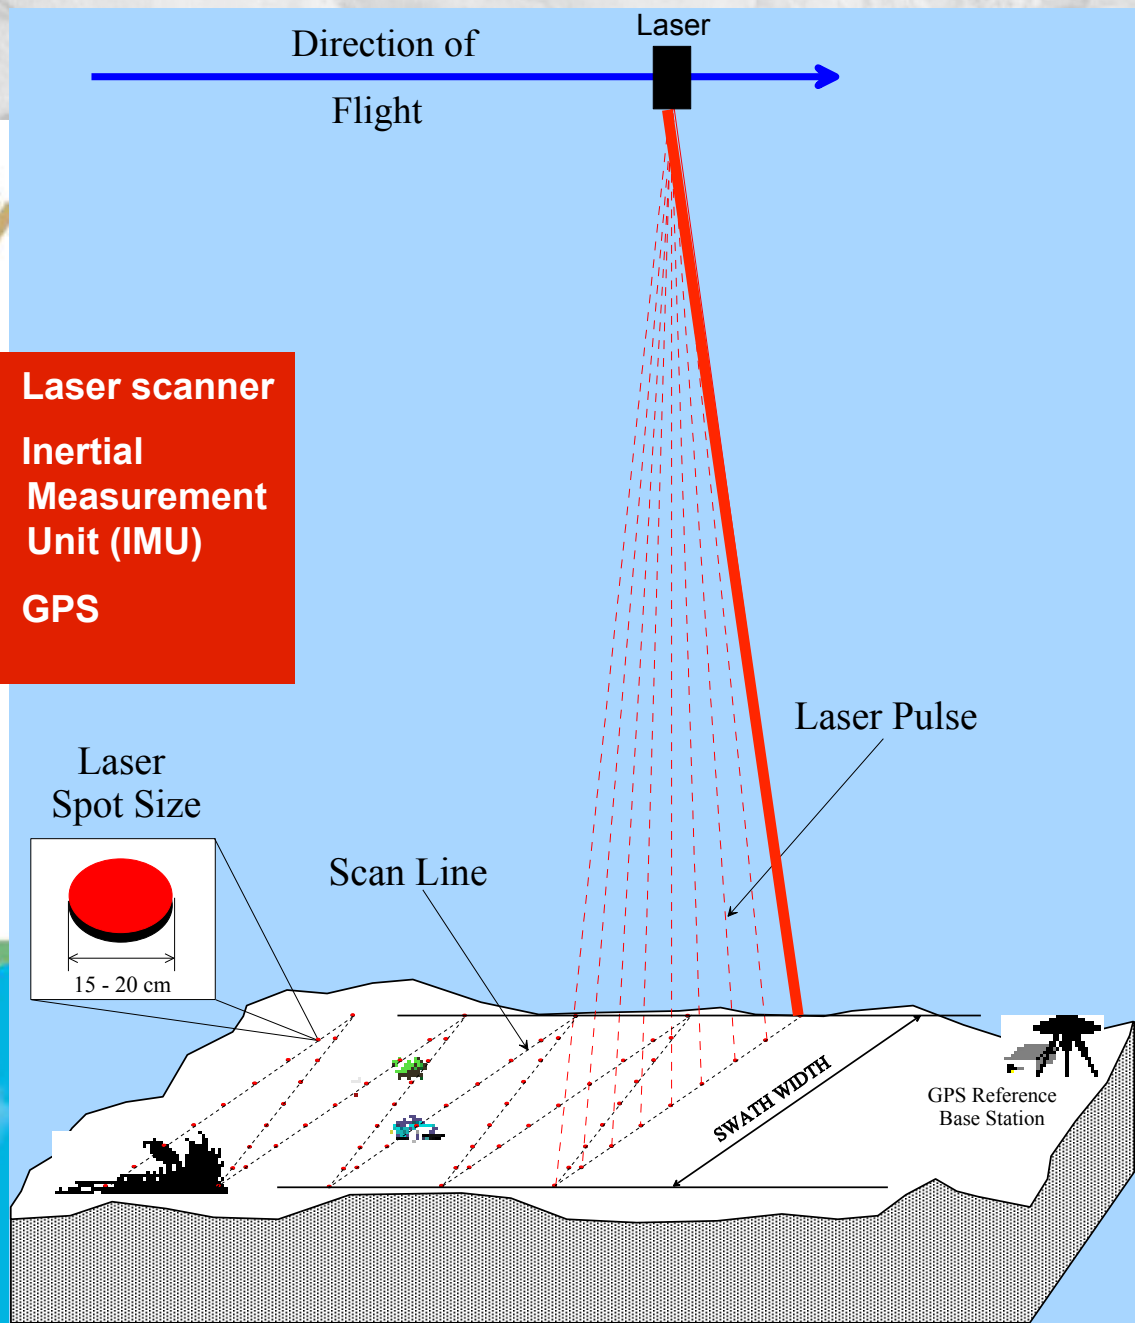 Laser
Direction of
Flight
Laser scanner
Inertial
Measurement
Unit (IMU)
GPS
Laser Pulse
Laser
Spot Size
Scan Line
15 - 20 cm
SWATH WIDTH
GPS Reference
Base Station